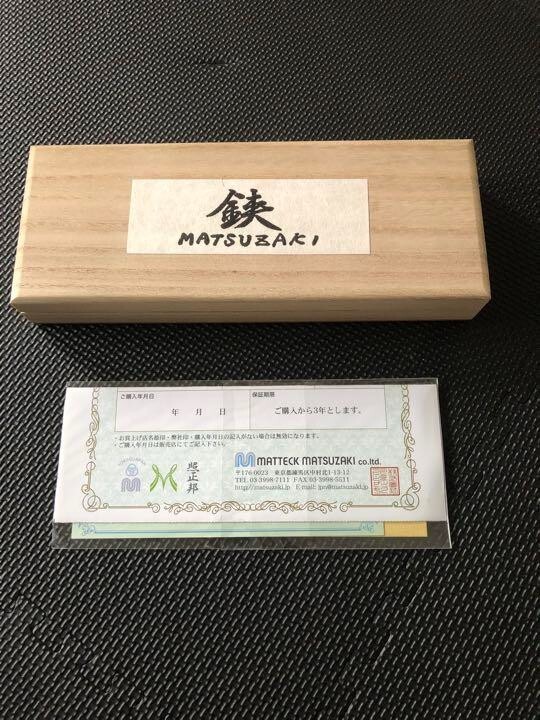 鋏
MATSUZAKI
ご購入年月日
保証期限
年 月 日
ご購入から3年とします。
・お買上げ店名捺印・弊社印・購入年月日の記入がない場合は無効になります。
・ご購入年月日は販売店にてご記入下さい。
照正邦
MATTECK MATSUZAKI co.ltd.
〒176-0023 東京都練馬区中村北1-13-12
TEL 03-3998-7111 FAX 03-3998-5511
http://matsuzaki.jp E-mail: jpn@matsuzaki.jp